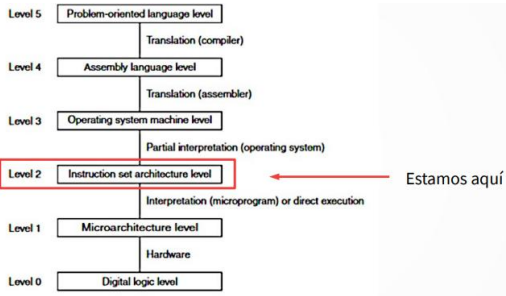 Level 5 Problem-oriented language level
Translation (compiler)
Level 4 Assembly language level
Translation (assembler)
Level 3 Operating system machine level
Partial interpretation (operating system)
Level 2 Instruction set architecture level Estamos aquí
Interpretation (microprogram) or direct execution
Level 1 Microarchitecture level
Hardware
Level 0 Digital logic level